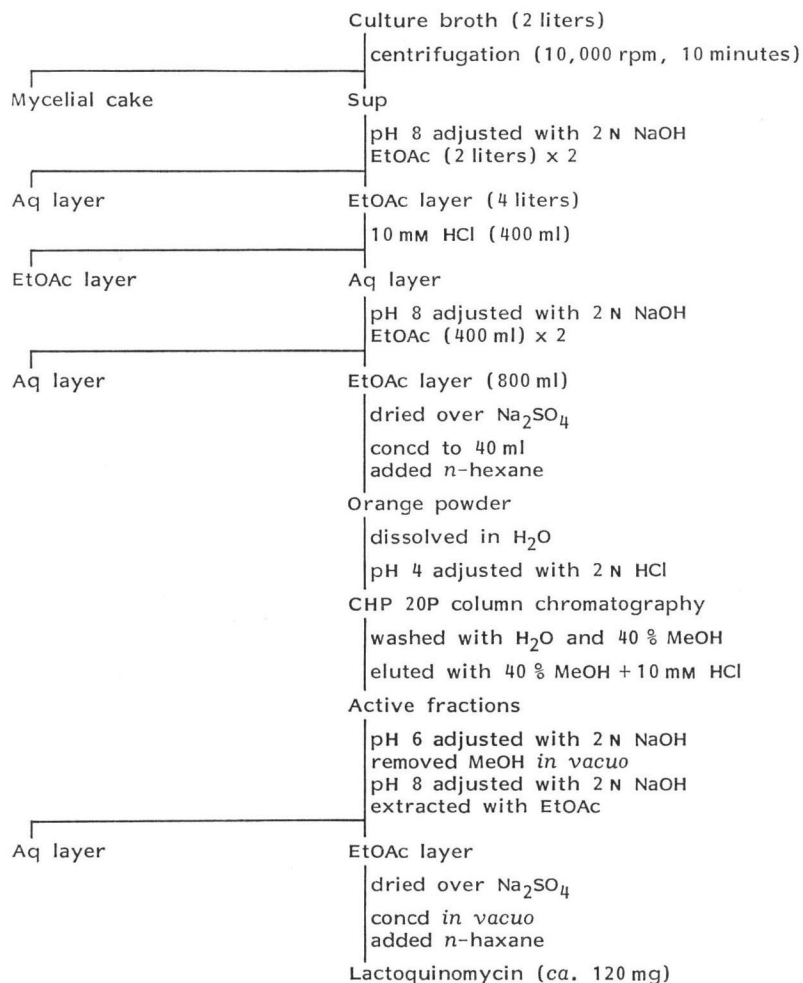 Culture broth (2 liters)
centrifugation (10,000 rpm, 10 minutes)
Mycelial cake Sup
pH 8 adjusted with 2 N NaOH
EtOAc (2 liters) x 2
Aq layer EtOAc layer (4 liters)
10 mM HCl (400 ml)
EtOAc layer Aq layer
pH 8 adjusted with 2 N NaOH
EtOAc (400 ml) x 2
Aq layer EtOAc layer (800 ml)
dried over Na₂SO₄
concd to 40 ml
added n-hexane
Orange powder
dissolved in H₂O
pH 4 adjusted with 2 N HCl
CHP 20P column chromatography
washed with H₂O and 40 % MeOH
eluted with 40 % MeOH + 10 mM HCl
Active fractions
pH 6 adjusted with 2 N NaOH
removed MeOH in vacuo
pH 8 adjusted with 2 N NaOH
extracted with EtOAc
Aq layer EtOAc layer
dried over Na₂SO₄
concd in vacuo
added n-haxane
Lactoquinomycin (ca. 120 mg)